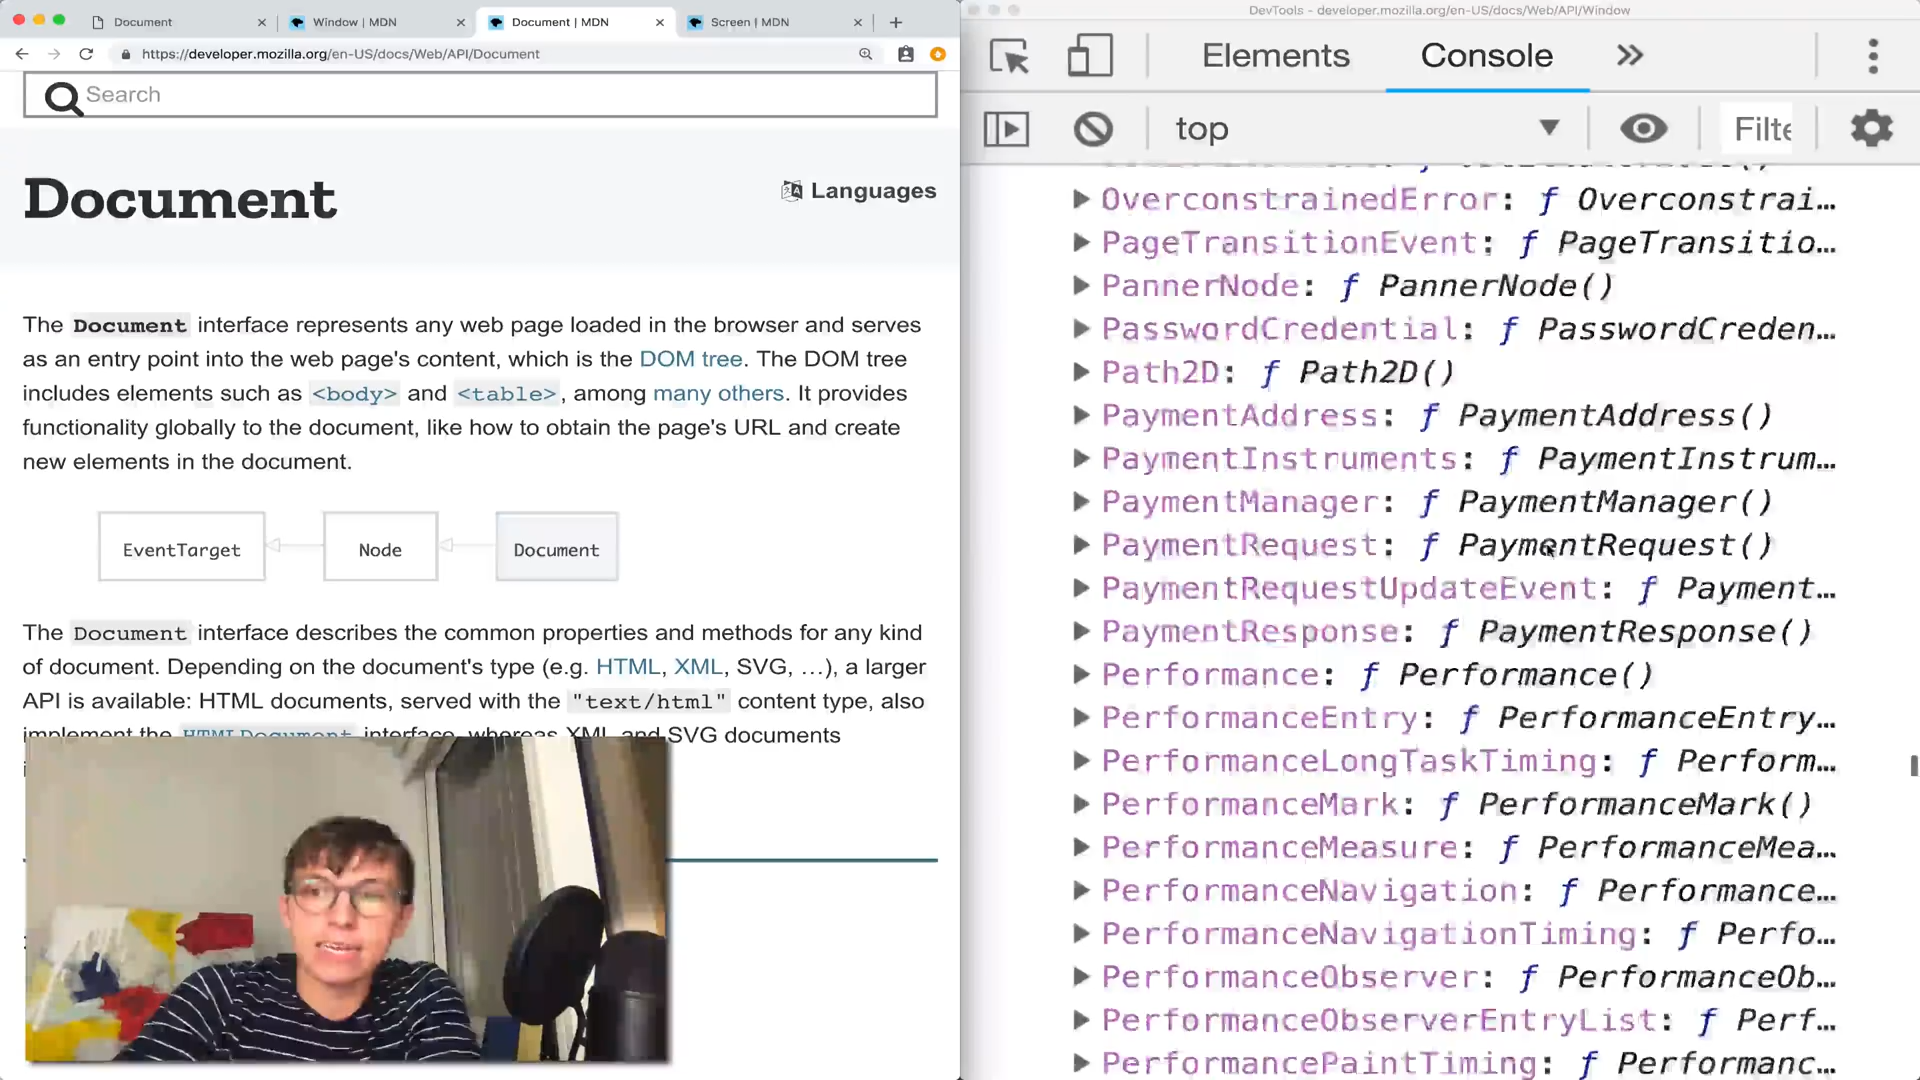 Document
Window | MDN
Document | MDN
Screen | MDN
https://developer.mozilla.org/en-US/docs/Web/API/Document
Search
Document
Languages
The Document interface represents any web page loaded in the browser and serves
as an entry point into the web page's content, which is the DOM tree. The DOM tree
includes elements such as <body> and <table>, among many others. It provides
functionality globally to the document, like how to obtain the page's URL and create
new elements in the document.
EventTarget
Node
Document
The Document interface describes the common properties and methods for any kind
of document. Depending on the document's type (e.g. HTML, XML, SVG, …), a larger
API is available: HTML documents, served with the "text/html" content type, also
implement the HTMLDocument interface, whereas XML and SVG documents
DevTools - developer.mozilla.org/en-US/docs/Web/API/Window
Elements
Console
top
Filte
OverconstrainedError: ƒ Overconstrai…
PageTransitionEvent: ƒ PageTransitio…
PannerNode: ƒ PannerNode()
PasswordCredential: ƒ PasswordCreden…
Path2D: ƒ Path2D()
PaymentAddress: ƒ PaymentAddress()
PaymentInstruments: ƒ PaymentInstrum…
PaymentManager: ƒ PaymentManager()
PaymentRequest: ƒ PaymentRequest()
PaymentRequestUpdateEvent: ƒ Payment…
PaymentResponse: ƒ PaymentResponse()
Performance: ƒ Performance()
PerformanceEntry: ƒ PerformanceEntry…
PerformanceLongTaskTiming: ƒ Perform…
PerformanceMark: ƒ PerformanceMark()
PerformanceMeasure: ƒ PerformanceMea…
PerformanceNavigation: ƒ Performance…
PerformanceNavigationTiming: ƒ Perfo…
PerformanceObserver: ƒ PerformanceOb…
PerformanceObserverEntryList: ƒ Perf…
PerformancePaintTiming: ƒ Performanc…